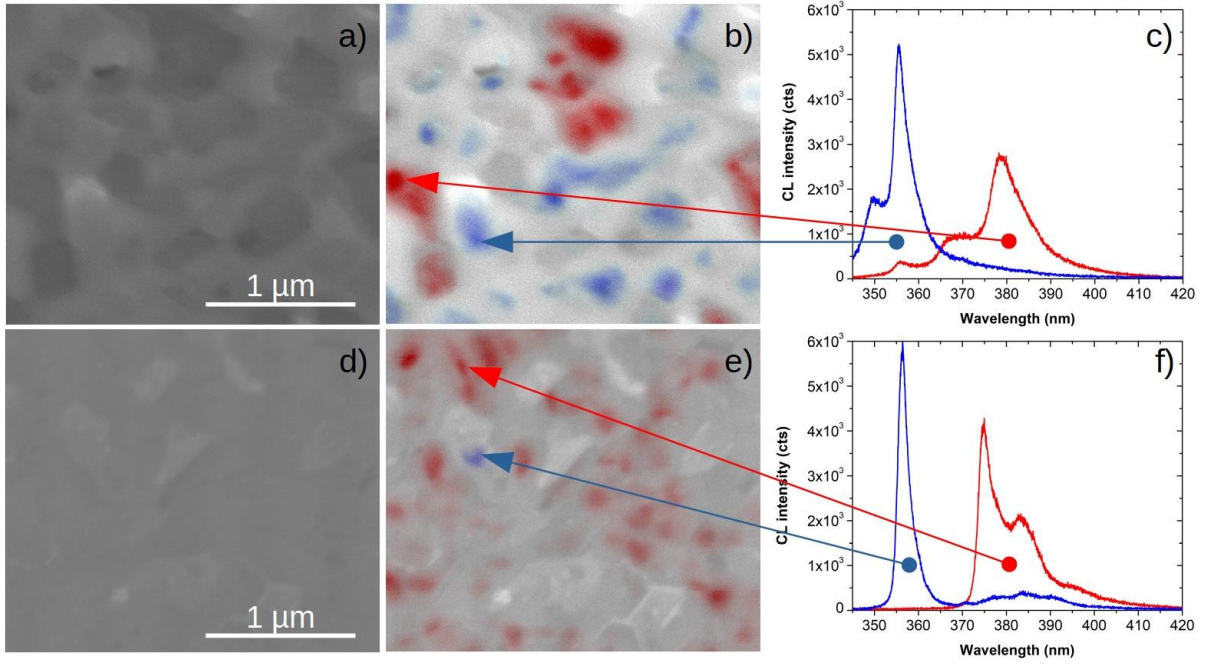 a)
1 µm
b)
c)
CL intensity (cts)
6x10³
5x10³
4x10³
3x10³
2x10³
1x10³
0
350 360 370 380 390 400 410 420
Wavelength (nm)
d)
1 µm
e)
f)
CL intensity (cts)
6x10³
5x10³
4x10³
3x10³
2x10³
1x10³
0
350 360 370 380 390 400 410 420
Wavelength (nm)